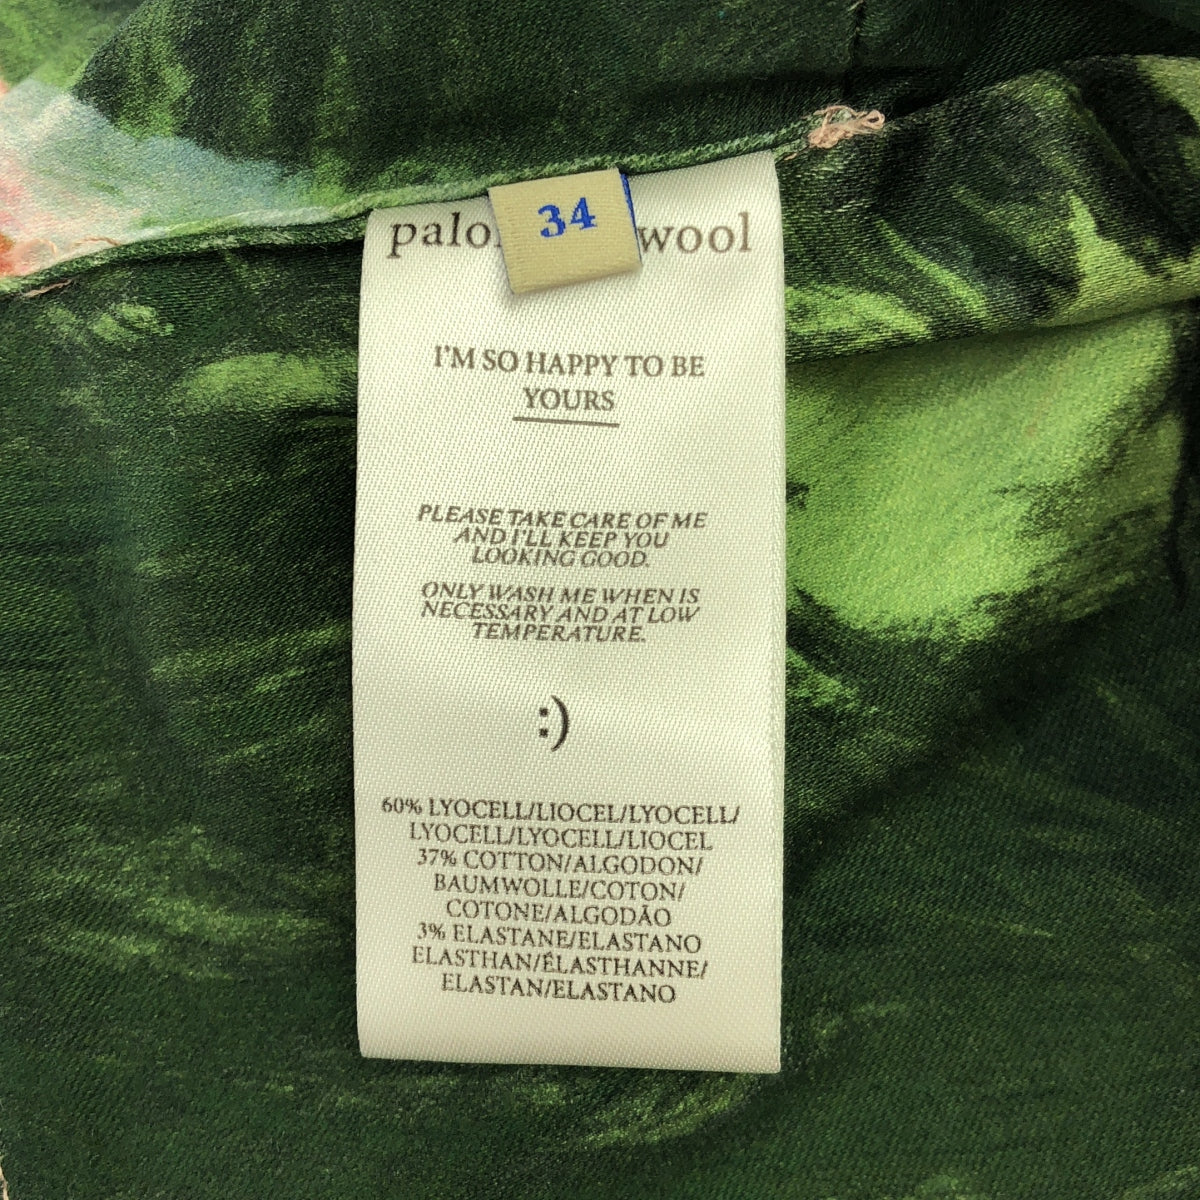 palo
34
wool
I'M SO HAPPY TO BE
YOURS
PLEASE TAKE CARE OF ME
AND I'LL KEEP YOU
LOOKING GOOD.
ONLY WASH ME WHEN IS
NECESSARY AND AT LOW
TEMPERATURE.
:)
60% LYOCELL/LIOCEL/LYOCELL/
LYOCELL/LYOCELL/LIOCEL
37% COTTON/ALGODON/
BAUMWOLLE/COTON/
COTONE/ALGODÃO
3% ELASTANE/ELASTANO
ELASTHAN/ÉLASTHANNE/
ELASTAN/ELASTANO